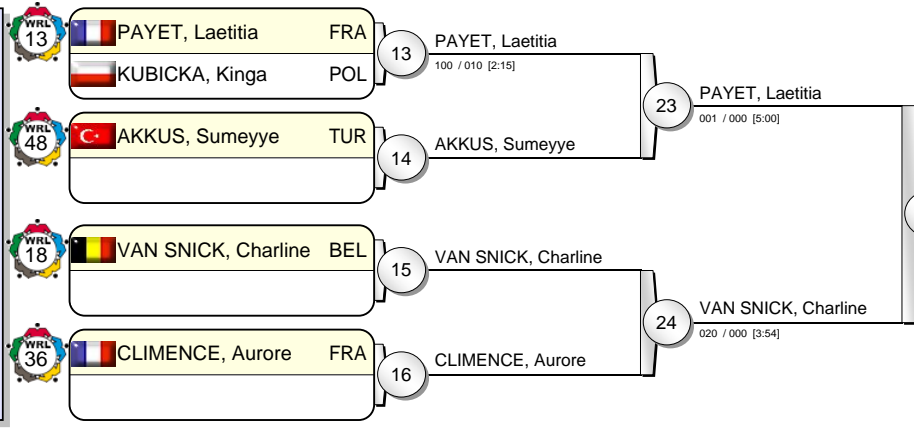 WRL
13
PAYET, Laetitia FRA
KUBICKA, Kinga POL
13
PAYET, Laetitia
100 / 010 [2:15]
WRL
48
AKKUS, Sumeyye TUR
14
AKKUS, Sumeyye
23
PAYET, Laetitia
001 / 000 [5:00]
WRL
18
VAN SNICK, Charline BEL
15
VAN SNICK, Charline
WRL
36
CLIMENCE, Aurore FRA
16
CLIMENCE, Aurore
24
VAN SNICK, Charline
020 / 000 [3:54]